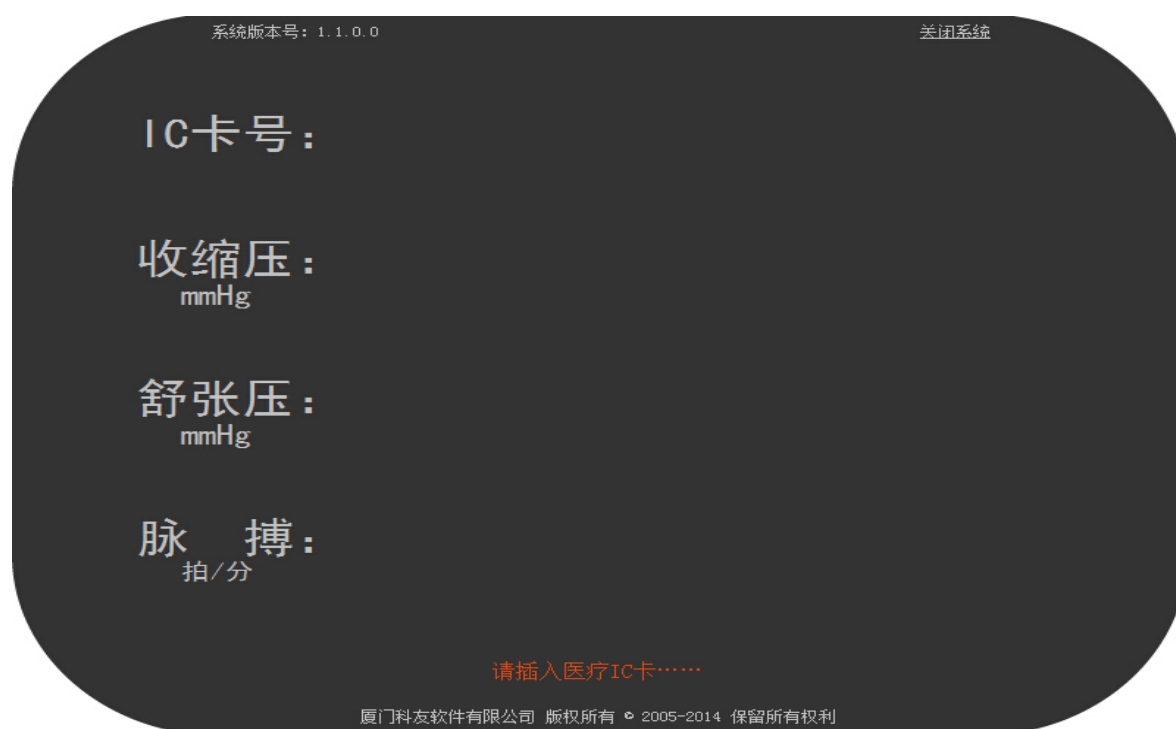 系统版本号：1.1.0.0 关闭系统
IC卡号：
收缩压：
mmHg
舒张压：
mmHg
脉 搏：
拍/分
请插入医疗IC卡……
厦门科友软件有限公司 版权所有 © 2005-2014 保留所有权利